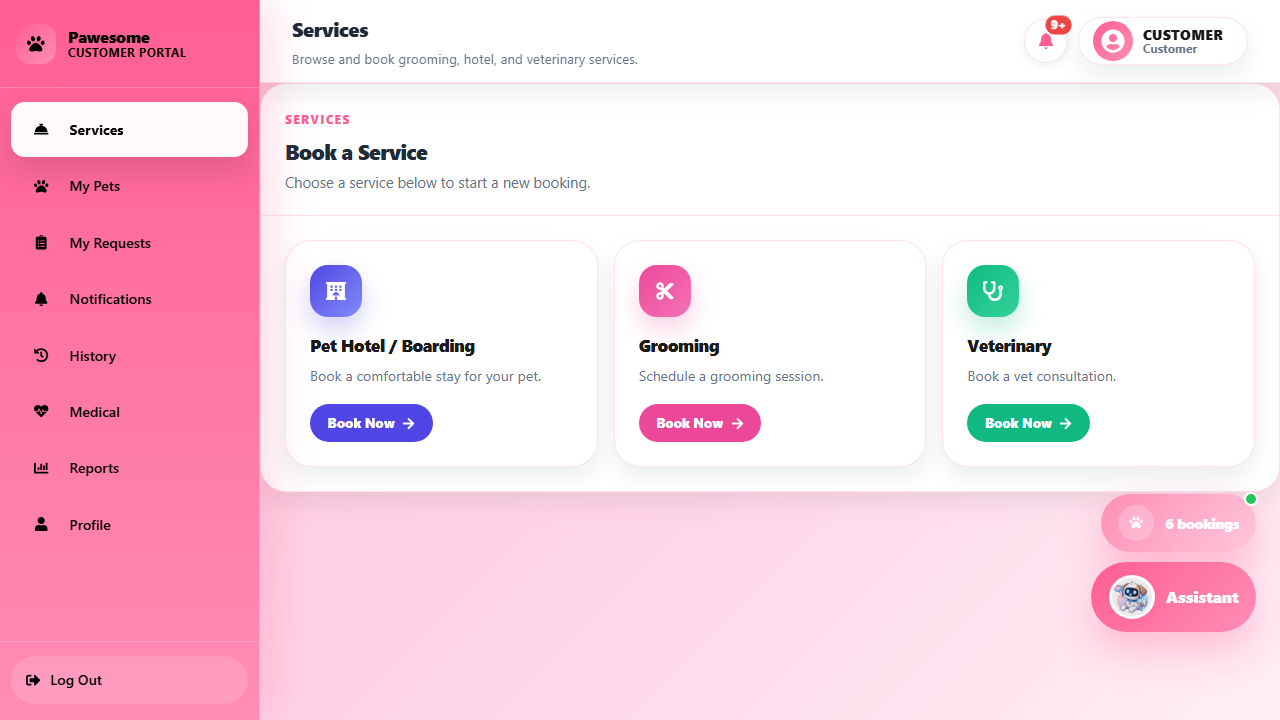 Pawesome
CUSTOMER PORTAL
Services
My Pets
My Requests
Notifications
History
Medical
Reports
Profile
Log Out
Services
Browse and book grooming, hotel, and veterinary services.
9+
CUSTOMER
Customer
SERVICES
Book a Service
Choose a service below to start a new booking.
Pet Hotel / Boarding
Book a comfortable stay for your pet.
Book Now →
Grooming
Schedule a grooming session.
Book Now →
Veterinary
Book a vet consultation.
Book Now →
6 bookings
Assistant